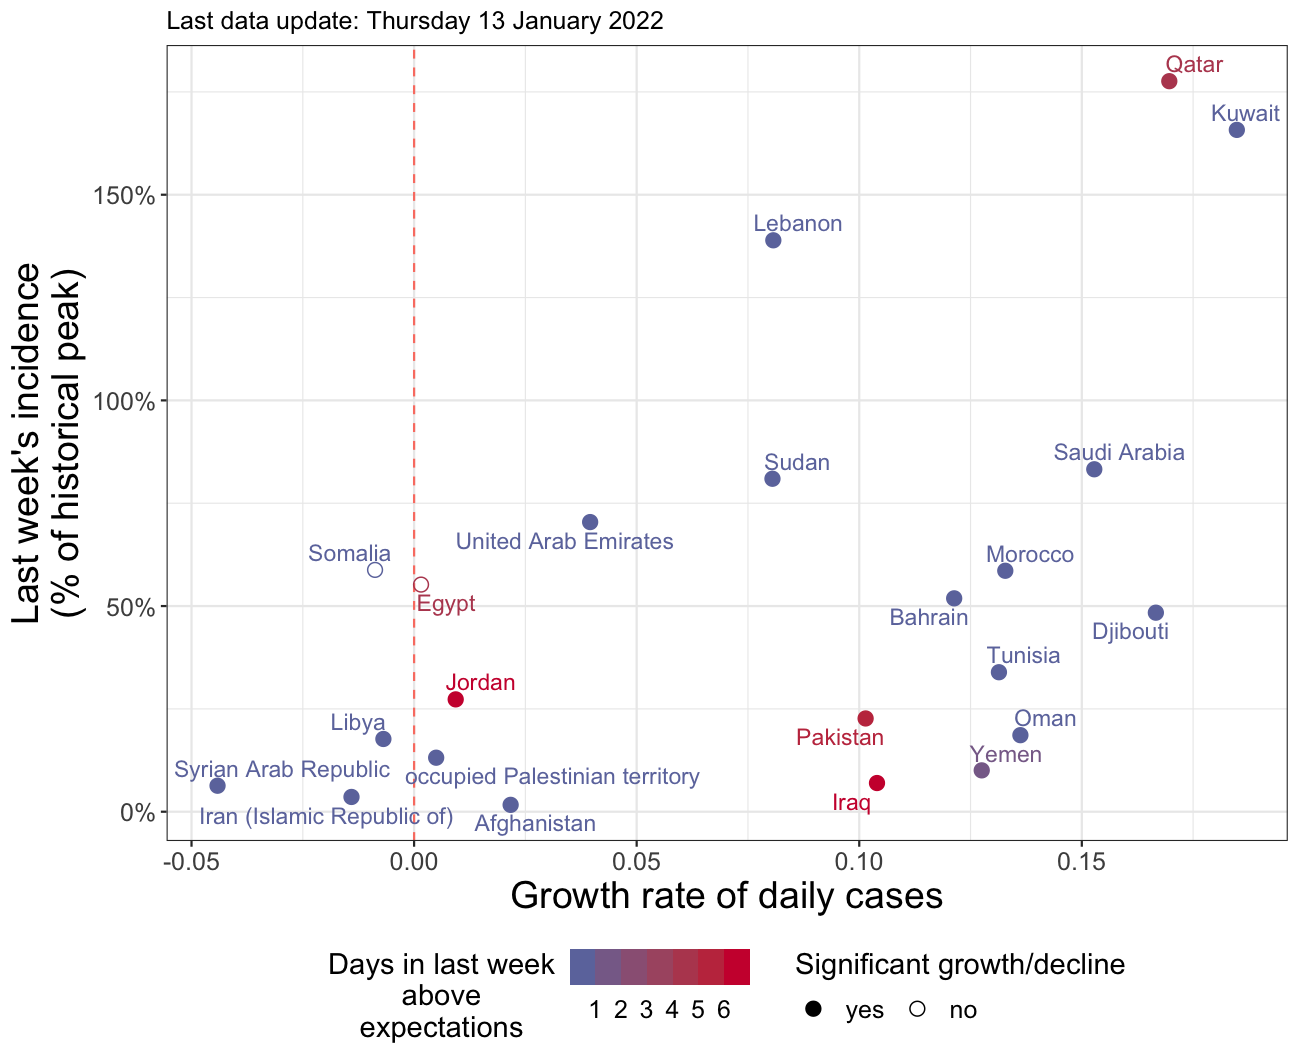 Last data update: Thursday 13 January 2022
Qatar
Kuwait
150%
Lebanon
Last week's incidence
(% of historical peak)
100%
Saudi Arabia
Sudan
United Arab Emirates
Somalia
Morocco
Egypt
50%
Bahrain
Djibouti
Tunisia
Jordan
Libya
Oman
Pakistan
Yemen
Syrian Arab Republic
occupied Palestinian territory
Iraq
0%
Iran (Islamic Republic of)
Afghanistan
-0.05 0.00 0.05 0.10 0.15
Growth rate of daily cases
Days in last week
above
expectations
1 2 3 4 5 6
Significant growth/decline
yes no